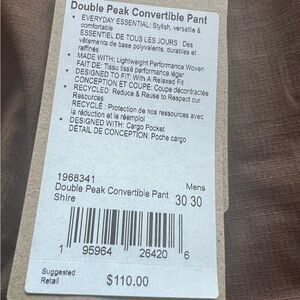 Double Peak Convertible Pant
• EVERYDAY ESSENTIAL: Stylish, versatile &
comfortable
ESSENTIEL DE TOUS LES JOURS : Des
vêtements de base polyvalents, durables et
raffinés
• MADE WITH: Lightweight Performance Woven
FAIT DE: Tissu tissé performance léger
• DESIGNED TO FIT: With A Relaxed Fit
CONCEPTION ET COUPE: Coupe décontractée
• RECYCLED: Reduce & Reuse to Respect our
Resources
RECYCLÉ : Protection de nos ressources avec
la réduction et le réemploi
• DESIGNED WITH: Cargo Pocket
DÉTAIL DE CONCEPTION: Poche cargo
1968341
Mens
Double Peak Convertible Pant 30 30
Shire
1 95964 26420 6
Suggested
Retail
$110.00